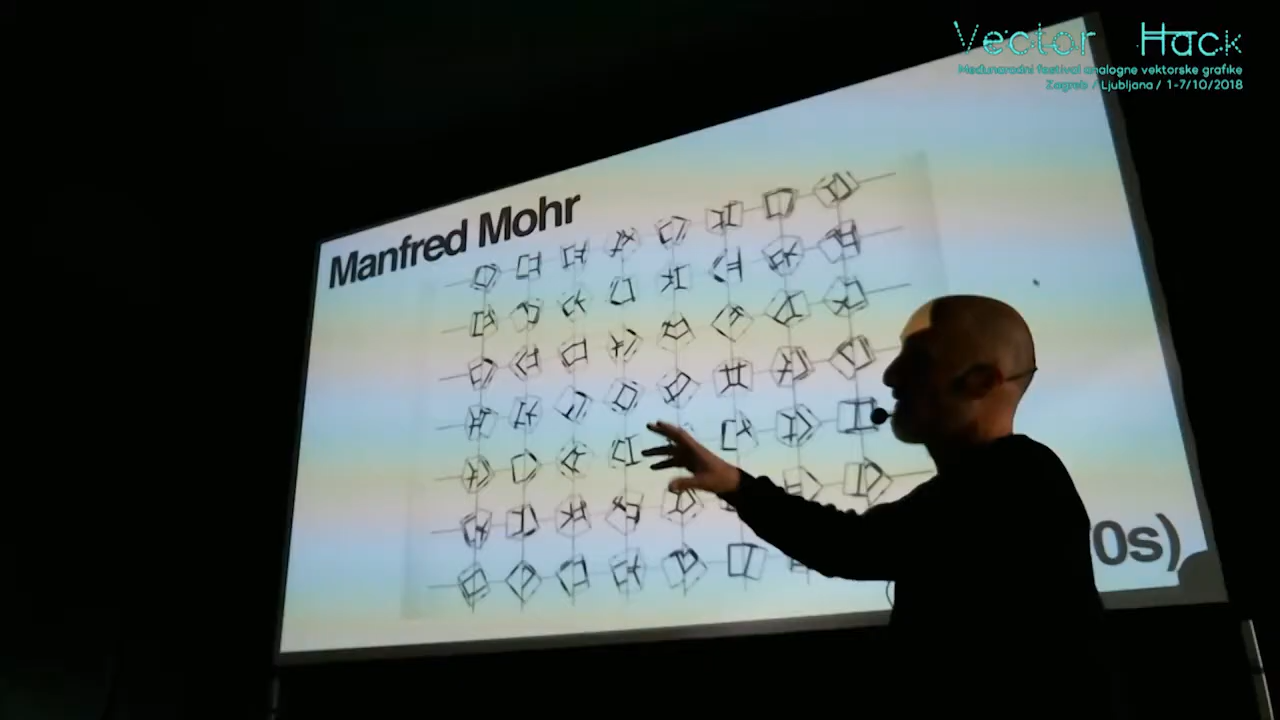 Vector Hack
Međunarodni festival analogne vektorske grafike
Zagreb / Ljubljana / 1-7/10/2018
Manfred Mohr
0s)